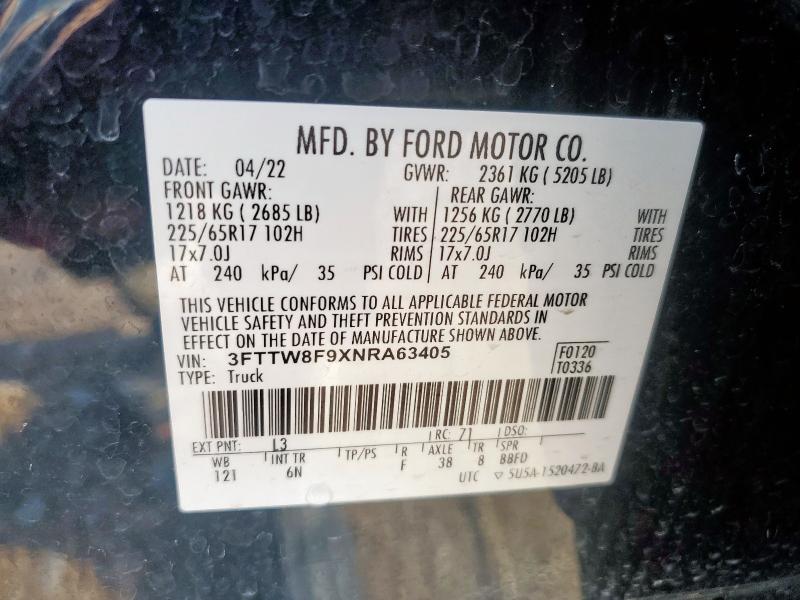 MFD. BY FORD MOTOR CO.
DATE: 04/22 GVWR: 2361 KG ( 5205 LB)
FRONT GAWR: REAR GAWR:
1218 KG ( 2685 LB) WITH 1256 KG ( 2770 LB) WITH
225/65R17 102H TIRES 225/65R17 102H TIRES
17x7.0J RIMS 17x7.0J RIMS
AT 240 kPa/ 35 PSI COLD AT 240 kPa/ 35 PSI COLD
THIS VEHICLE CONFORMS TO ALL APPLICABLE FEDERAL MOTOR
VEHICLE SAFETY AND THEFT PREVENTION STANDARDS IN
EFFECT ON THE DATE OF MANUFACTURE SHOWN ABOVE.
VIN: 3FTTW8F9XNRA63405 F0120
TYPE: Truck T0336
EXT PNT: L3 RC: 71 DSO:
WB INT TR TP/PS R AXLE TR SPR
121 6N F 38 8 BBFD
UTC ▽ 5U5A-1520472-BA